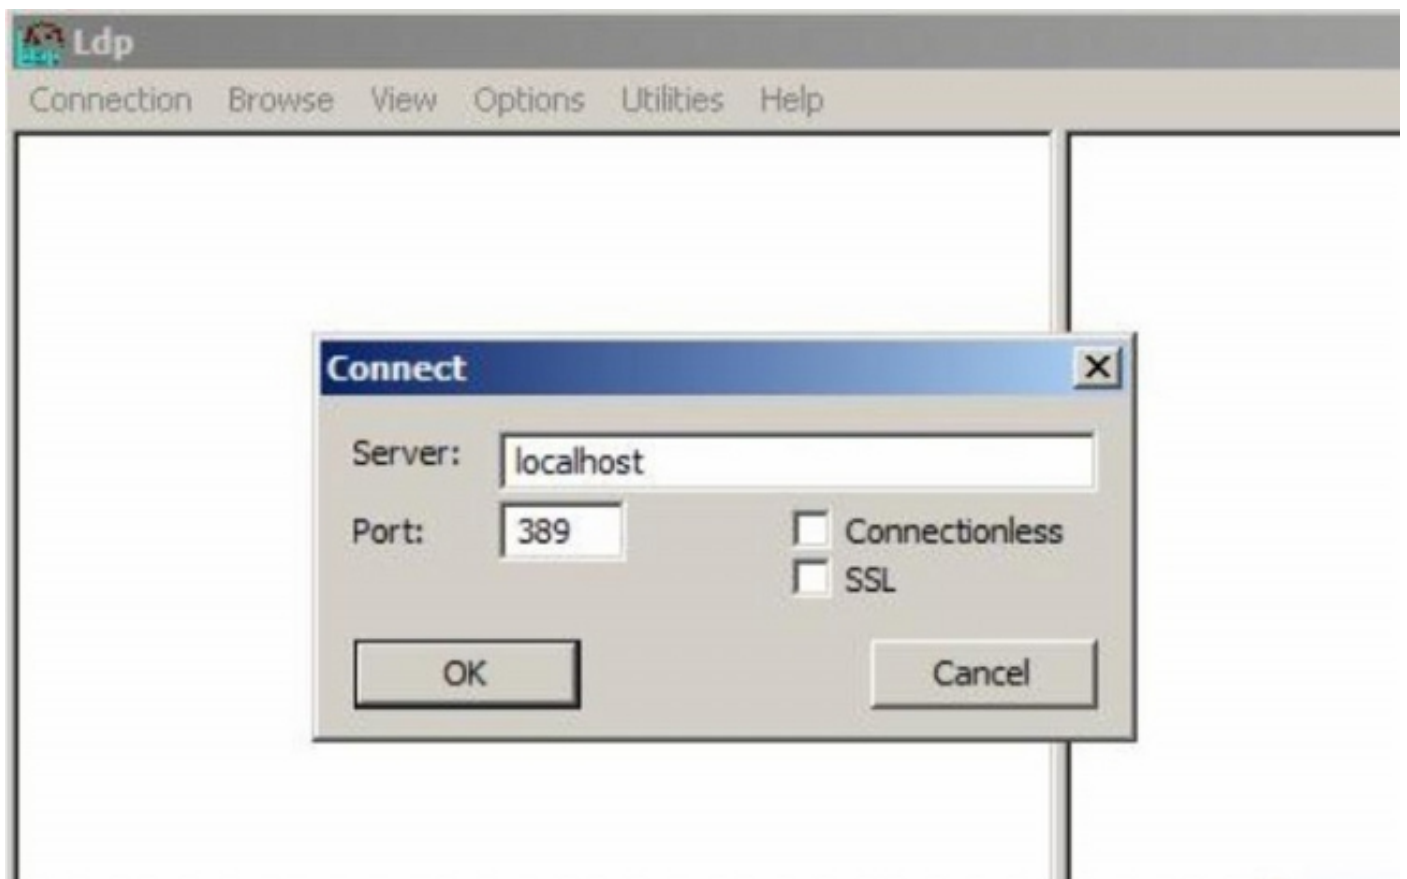 Ldp
Connection Browse View Options Utilities Help
Connect
Server: localhost
Port: 389
Connectionless
SSL
OK Cancel